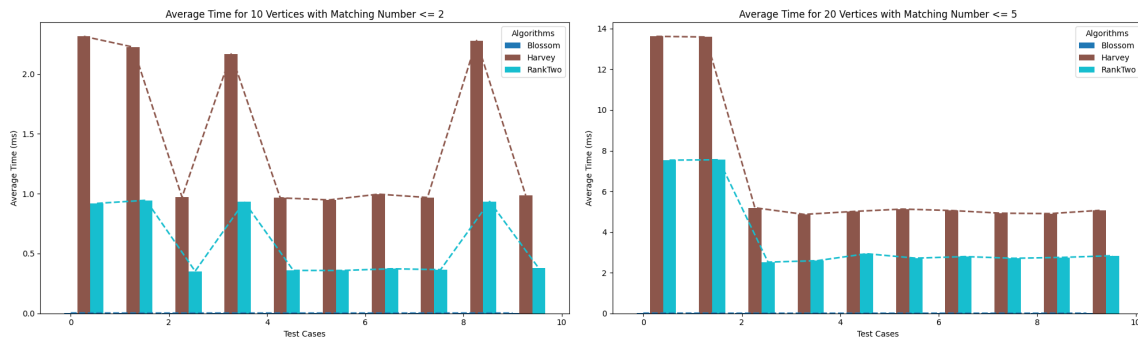 Average Time for 10 Vertices with Matching Number <= 2
Average Time (ms)
2.0
1.5
1.0
0.5
0.0
Algorithms
Blossom
Harvey
RankTwo
0 2 4 6 8 10
Test Cases
Average Time for 20 Vertices with Matching Number <= 5
Average Time (ms)
14
12
10
8
6
4
2
0
Algorithms
Blossom
Harvey
RankTwo
0 2 4 6 8 10
Test Cases